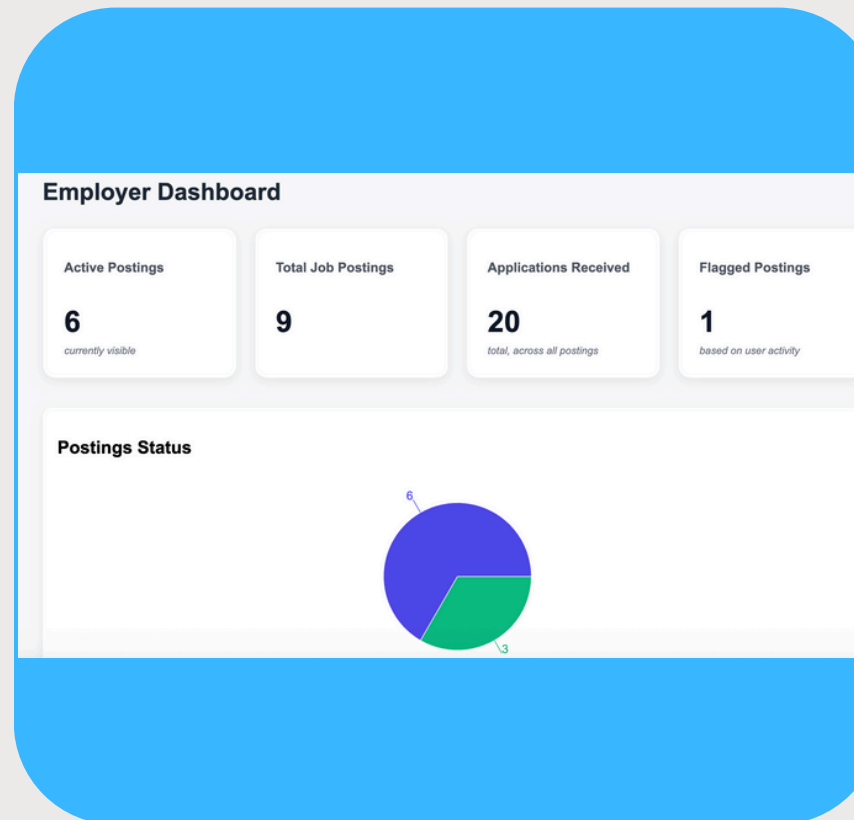 Employer Dashboard
Active Postings
6
currently visible
Total Job Postings
9
Applications Received
20
total, across all postings
Flagged Postings
1
based on user activity
Postings Status
6
3